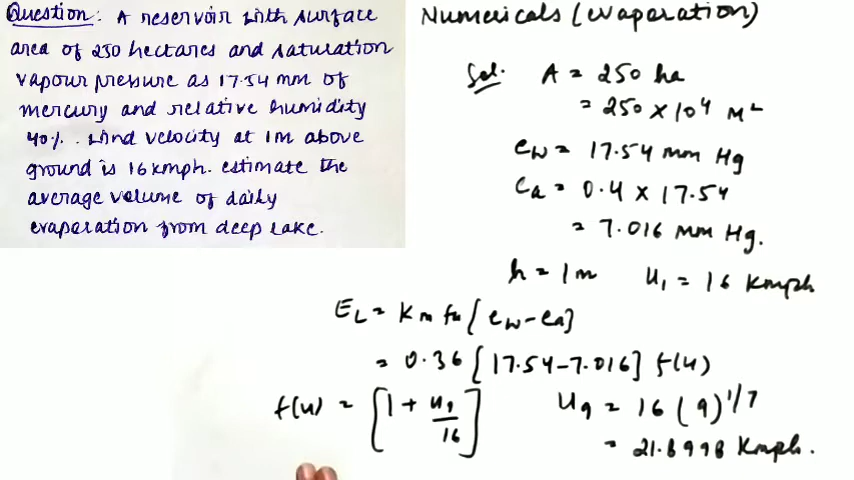 Question: A reservoir with surface
area of 250 hectares and saturation
vapour pressure as 17.54 mm of
mercury and relative humidity
40%. Wind velocity at 1m above
ground is 16 kmph. estimate the
average volume of daily
evaporation from deep lake.
Numericals (evaporation)
Sol. A = 250 ha
= 250 × 10⁴ M²
ew = 17.54 mm Hg
ea = 0.4 × 17.54
= 7.016 mm Hg.
h = 1m u₁ = 16 Kmph
EL = Km fu [ew - ea]
= 0.36 [17.54 - 7.016] f(u)
f(u) = [1 + u₉/16] u₉ = 16 (9)^1/7
= 21.8998 Kmph.